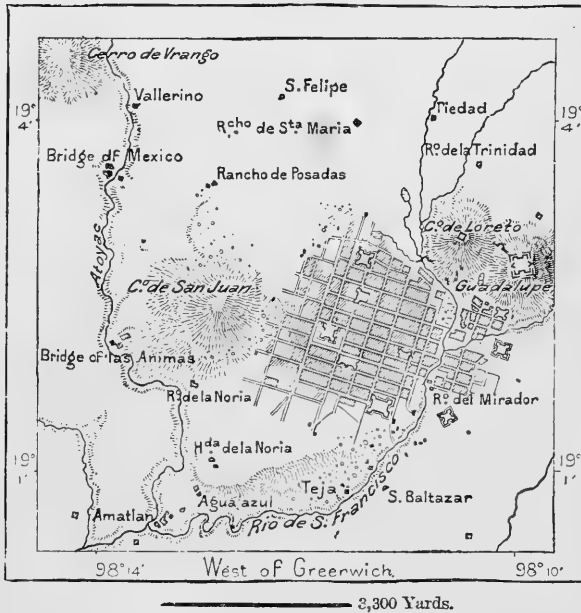 Cerro de Vrango
Vallerino
S. Felipe
19°
4'
Rcho de Sta Maria
Tiedad
19°
4'
Bridge df Mexico
Ro. de la Trinidad
Rancho de Posadas
Atoyac
Co. de Loreto
Co. de San Juan
Guadalupe
Bridge of las Animas
Ro. de la Noria
Ro. del Mirador
Hda de la Noria
19°
1'
19°
1'
Teja
S. Baltazar
Agua azul
Amatlan
Rio de S. Francisco
98° 14'
West of Greenwich
98° 10'
3,300 Yards.